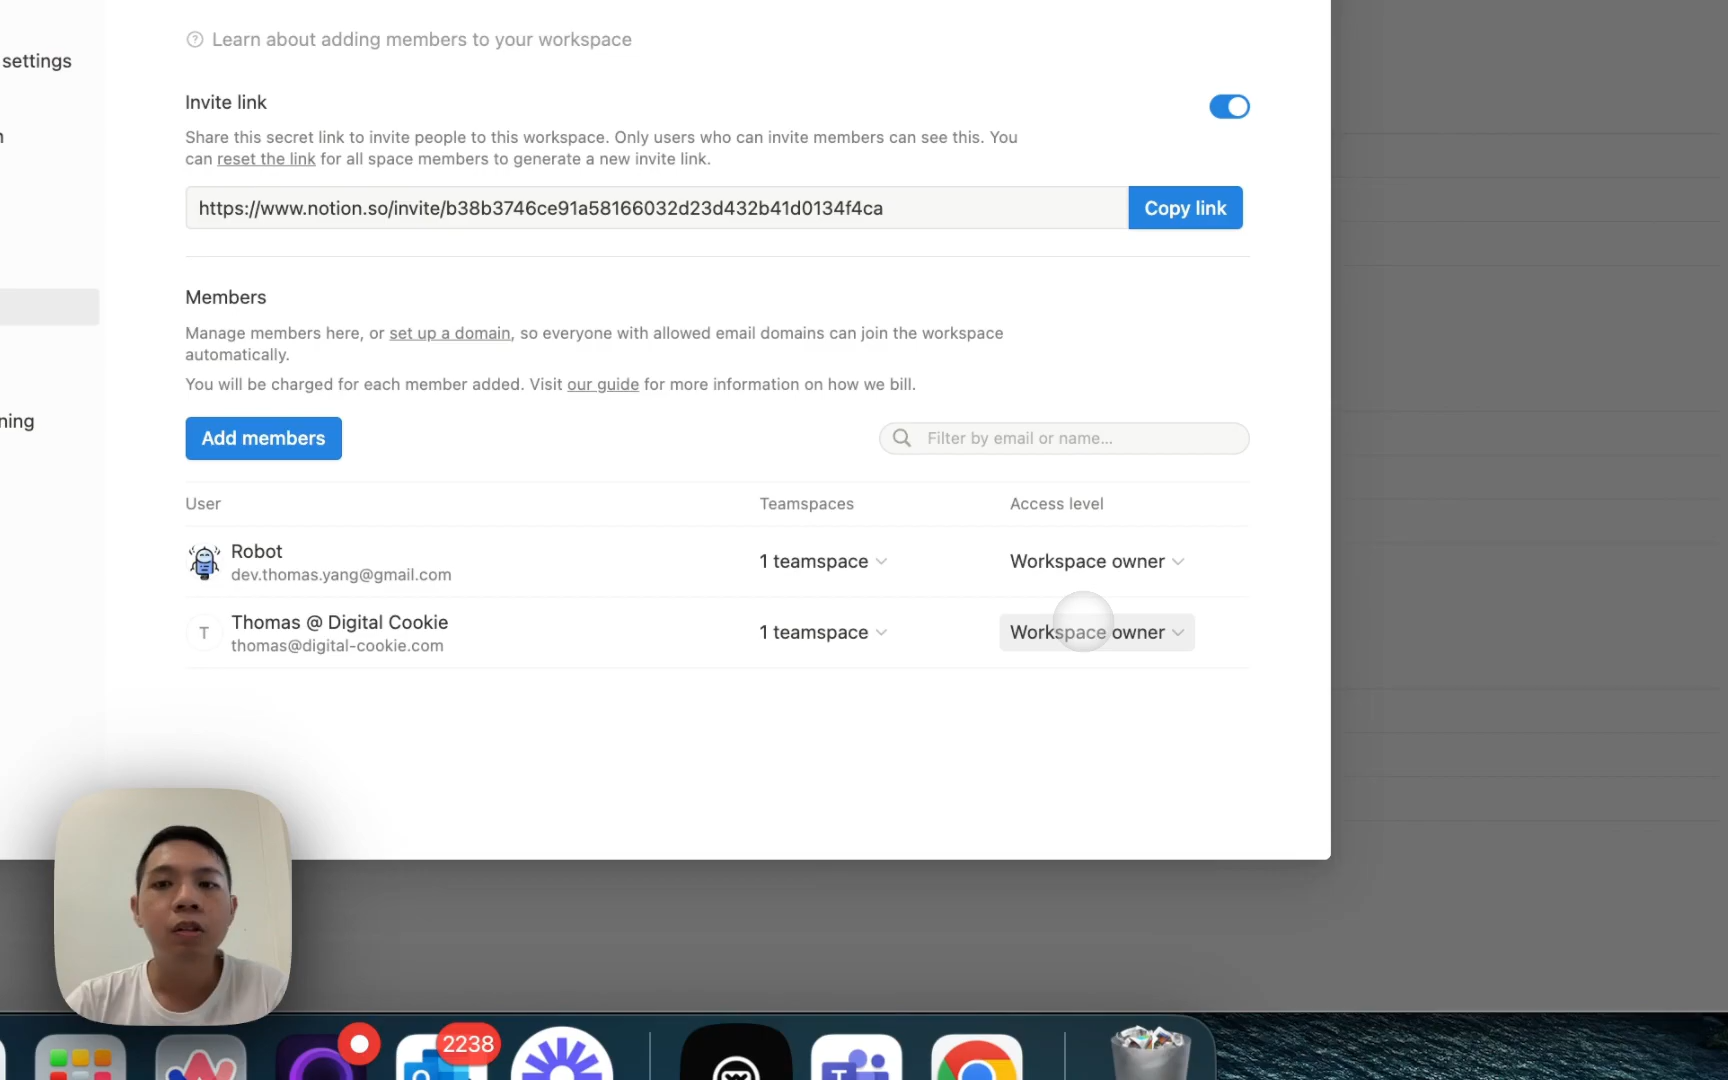 Learn about adding members to your workspace
settings
Invite link
Share this secret link to invite people to this workspace. Only users who can invite members can see this. You
can reset the link for all space members to generate a new invite link.
https://www.notion.so/invite/b38b3746ce91a58166032d23d432b41d0134f4ca
Copy link
Members
Manage members here, or set up a domain, so everyone with allowed email domains can join the workspace
automatically.
You will be charged for each member added. Visit our guide for more information on how we bill.
ning
Add members
Filter by email or name...
User Teamspaces Access level
Robot
dev.thomas.yang@gmail.com
1 teamspace
Workspace owner
T
Thomas @ Digital Cookie
thomas@digital-cookie.com
1 teamspace
Workspace owner
2238